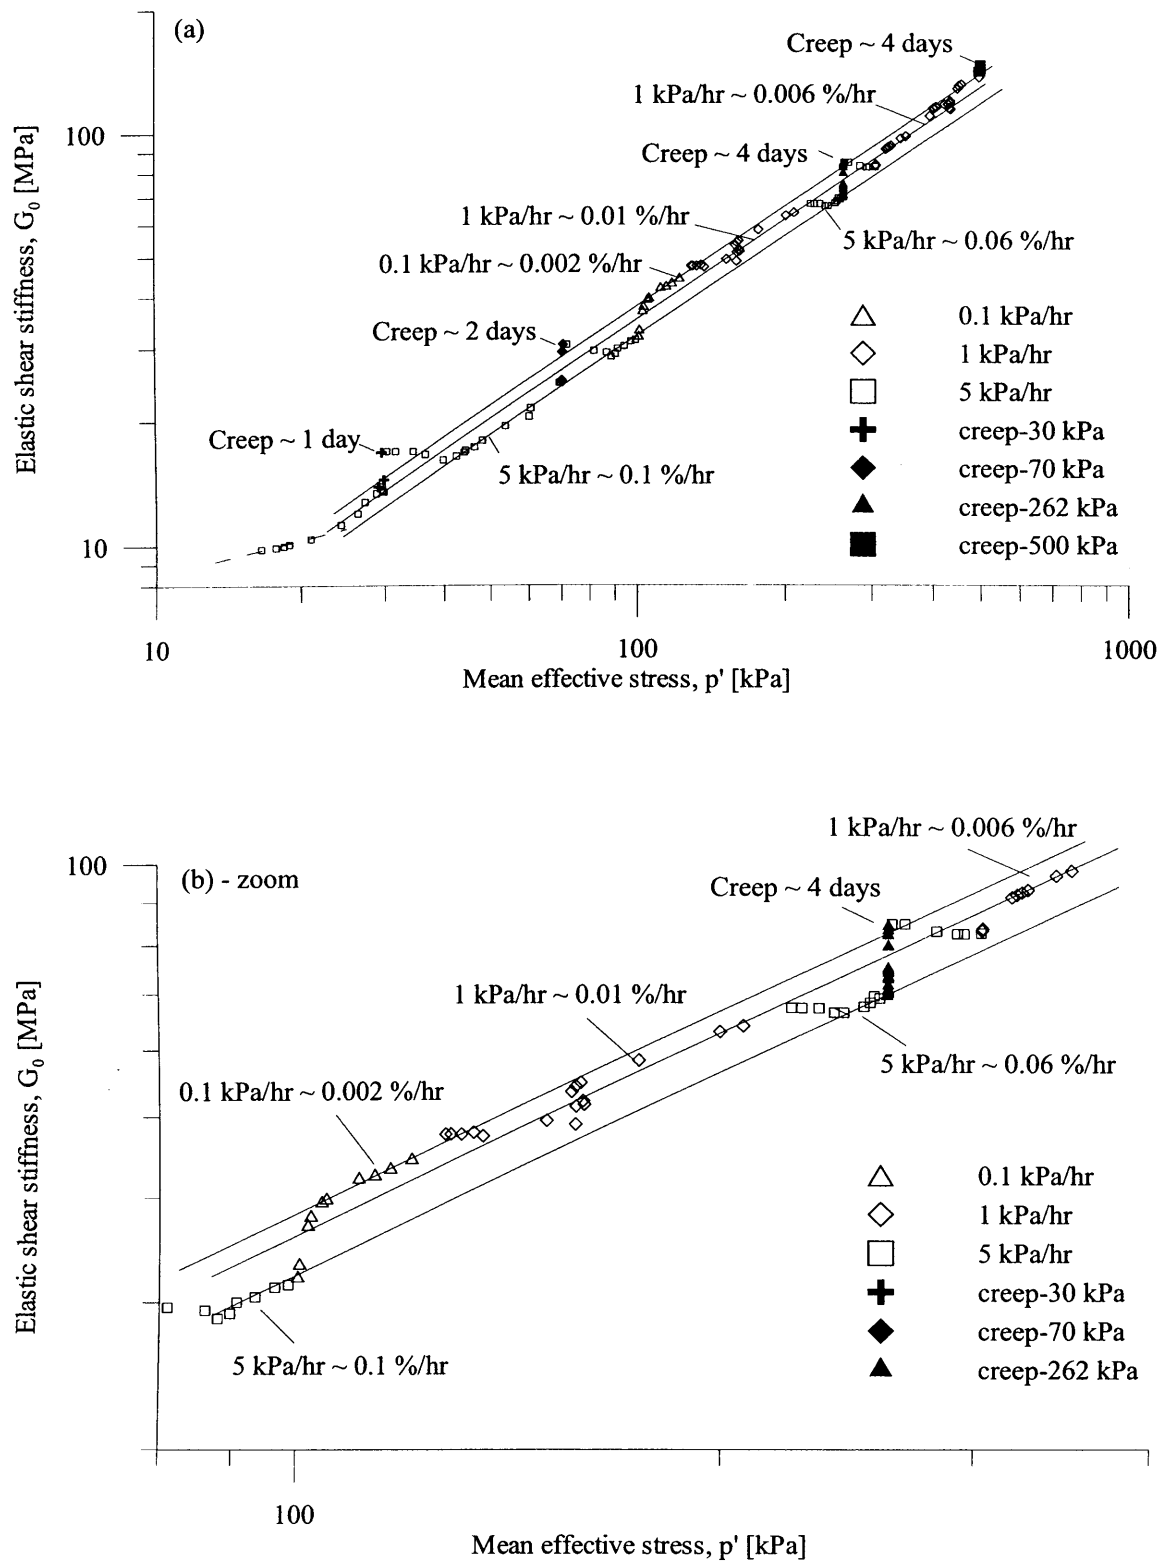 (a)
Creep ~ 4 days
1 kPa/hr ~ 0.006 %/hr
100
Creep ~ 4 days
1 kPa/hr ~ 0.01 %/hr
5 kPa/hr ~ 0.06 %/hr
0.1 kPa/hr ~ 0.002 %/hr
Creep ~ 2 days
Creep ~ 1 day
5 kPa/hr ~ 0.1 %/hr
10
Elastic shear stiffness, G0 [MPa]
0.1 kPa/hr
1 kPa/hr
5 kPa/hr
creep-30 kPa
creep-70 kPa
creep-262 kPa
creep-500 kPa
10
100
1000
Mean effective stress, p' [kPa]
1 kPa/hr ~ 0.006 %/hr
100
(b) - zoom
Creep ~ 4 days
1 kPa/hr ~ 0.01 %/hr
5 kPa/hr ~ 0.06 %/hr
0.1 kPa/hr ~ 0.002 %/hr
5 kPa/hr ~ 0.1 %/hr
Elastic shear stiffness, G0 [MPa]
0.1 kPa/hr
1 kPa/hr
5 kPa/hr
creep-30 kPa
creep-70 kPa
creep-262 kPa
100
Mean effective stress, p' [kPa]